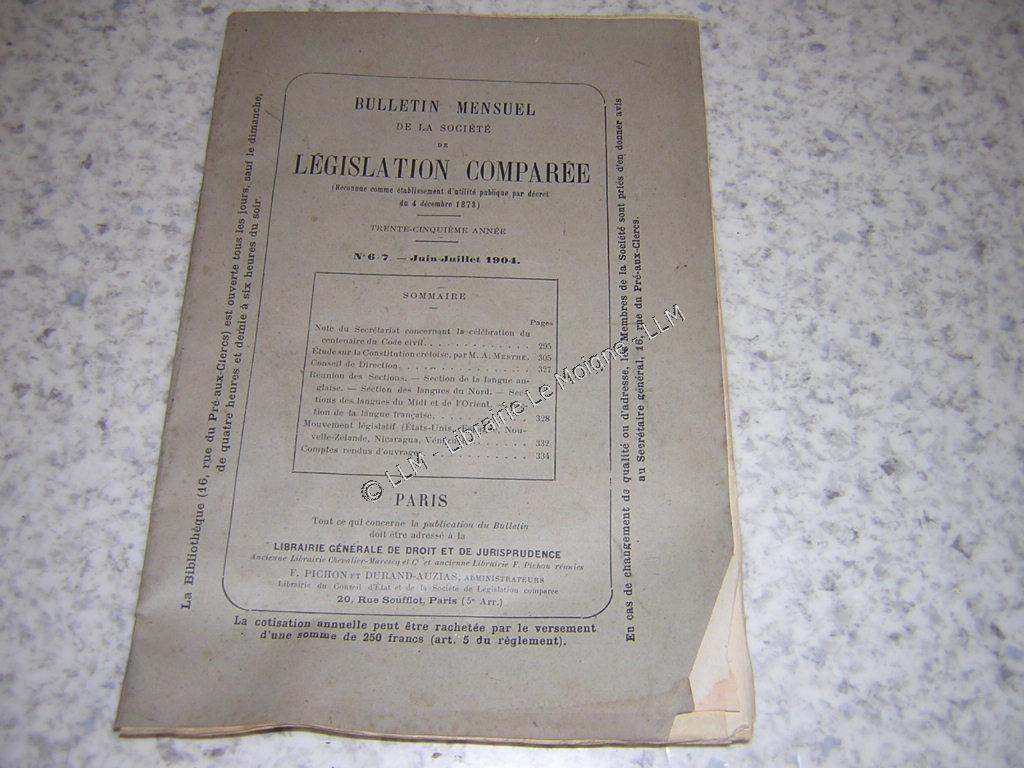 BULLETIN MENSUEL
DE LA SOCIÉTÉ
DE
LÉGISLATION COMPARÉE
(Reconnue comme établissement d'utilité publique par décret
du 4 décembre 1873)
TRENTE-CINQUIÈME ANNÉE
N° 6-7. — Juin-Juillet 1904.
SOMMAIRE
Pages
Note du Secrétariat concernant la célébration du
centenaire du Code civil. 295
Étude sur la Constitution crétoise, par M. A. MESTRE. 305
Conseil de Direction. 327
Réunion des Sections. — Section de la langue an-
glaise. — Section des langues du Nord. — Sec-
tions des langues du Midi et de l'Orient.
tion de la langue française. 328
Mouvement législatif (États-Unis, Nou-
velle-Zélande, Nicaragua, 332
Comptes rendus d'ouvrages 334
PARIS
Tout ce qui concerne la publication du Bulletin
doit être adressé à la
LIBRAIRIE GÉNÉRALE DE DROIT ET DE JURISPRUDENCE
Ancienne Librairie Chevalier-Marescq et Cie et ancienne Librairie F. Pichon réunies
F. PICHON ET DURAND-AUZIAS, ADMINISTRATEURS
Librairie du Conseil d'État et de la Société de Législation comparée
20, Rue Soufflot, Paris (5e Arr.)
La cotisation annuelle peut être rachetée par le versement
d'une somme de 250 francs (art. 5 du règlement).
La Bibliothèque (16, rue du Pré-aux-Clercs) est ouverte tous les jours, sauf le dimanche,
de quatre heures et demie à six heures du soir.
En cas de changement de qualité ou d'adresse, les Membres de la Société sont priés d'en donner avis
au Secrétaire général, 16, rue du Pré-aux-Clercs.
© LLM - Librairie Le Moigne - LLM